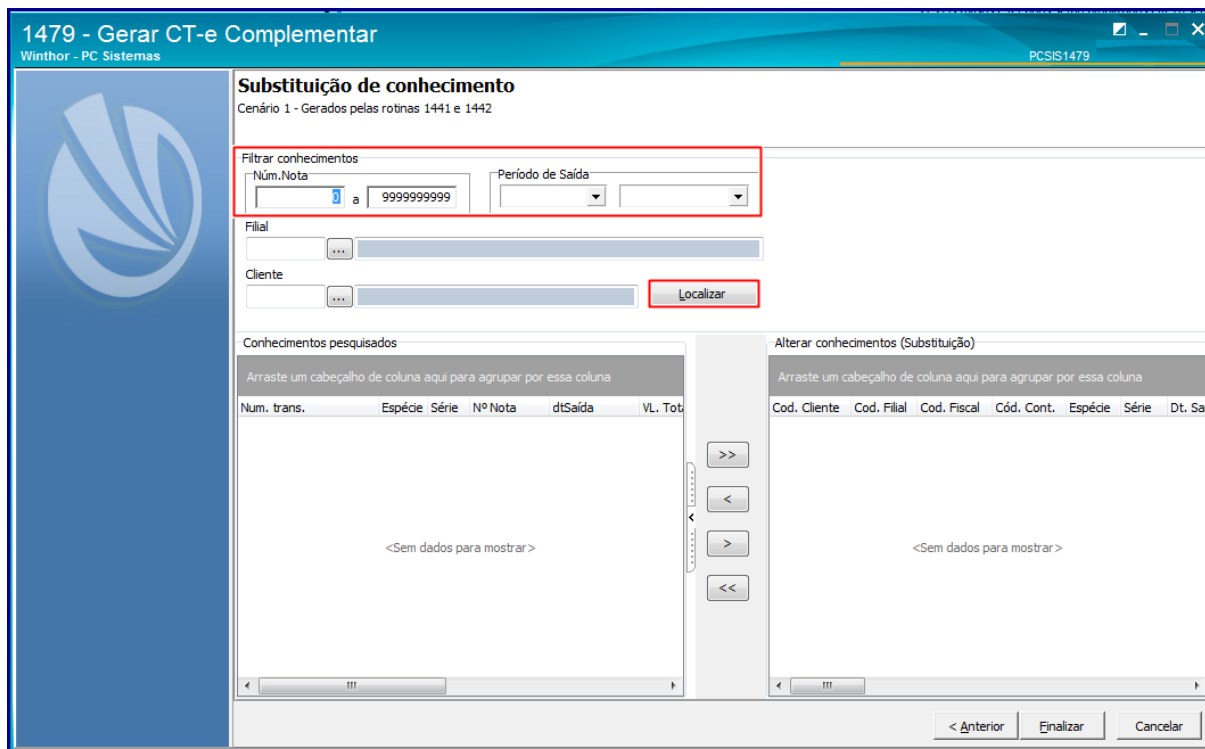 1479 - Gerar CT-e Complementar
Winthor - PC Sistemas
PCSIS1479
Substituição de conhecimento
Cenário 1 - Gerados pelas rotinas 1441 e 1442
Filtrar conhecimentos
Núm.Nota
Período de Saída
0 a 9999999999
Filial
...
Cliente
...
Localizar
Conhecimentos pesquisados
Alterar conhecimentos (Substituição)
Arraste um cabeçalho de coluna aqui para agrupar por essa coluna
Arraste um cabeçalho de coluna aqui para agrupar por essa coluna
Num. trans. Espécie Série Nº Nota dtSaída VL. Tota
Cod. Cliente Cod. Filial Cod. Fiscal Cód. Cont. Espécie Série Dt. Sa
>>
<
<
>
<<
<Sem dados para mostrar>
<Sem dados para mostrar>
< Anterior Finalizar Cancelar